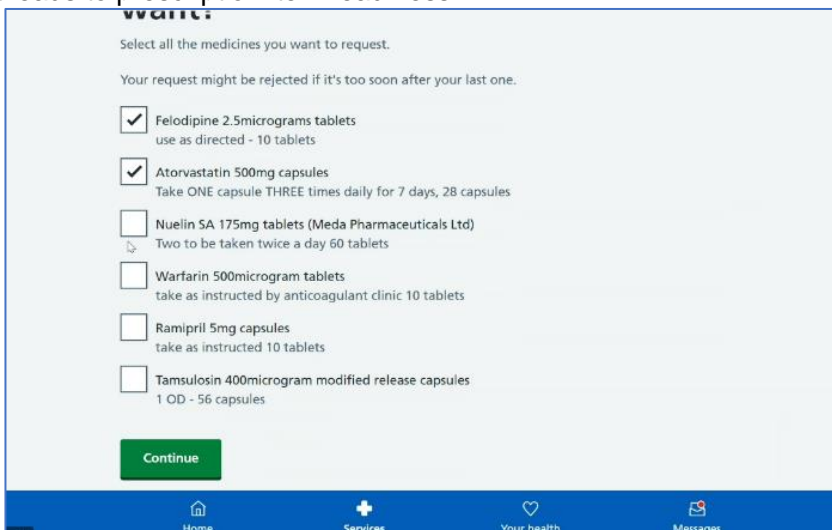 want?
Select all the medicines you want to request.
Your request might be rejected if it's too soon after your last one.
Felodipine 2.5micrograms tablets
use as directed - 10 tablets
Atorvastatin 500mg capsules
Take ONE capsule THREE times daily for 7 days, 28 capsules
Nuelin SA 175mg tablets (Meda Pharmaceuticals Ltd)
Two to be taken twice a day 60 tablets
Warfarin 500microgram tablets
take as instructed by anticoagulant clinic 10 tablets
Ramipril 5mg capsules
take as instructed 10 tablets
Tamsulosin 400microgram modified release capsules
1 OD - 56 capsules
Continue
Home Services Your health Messages